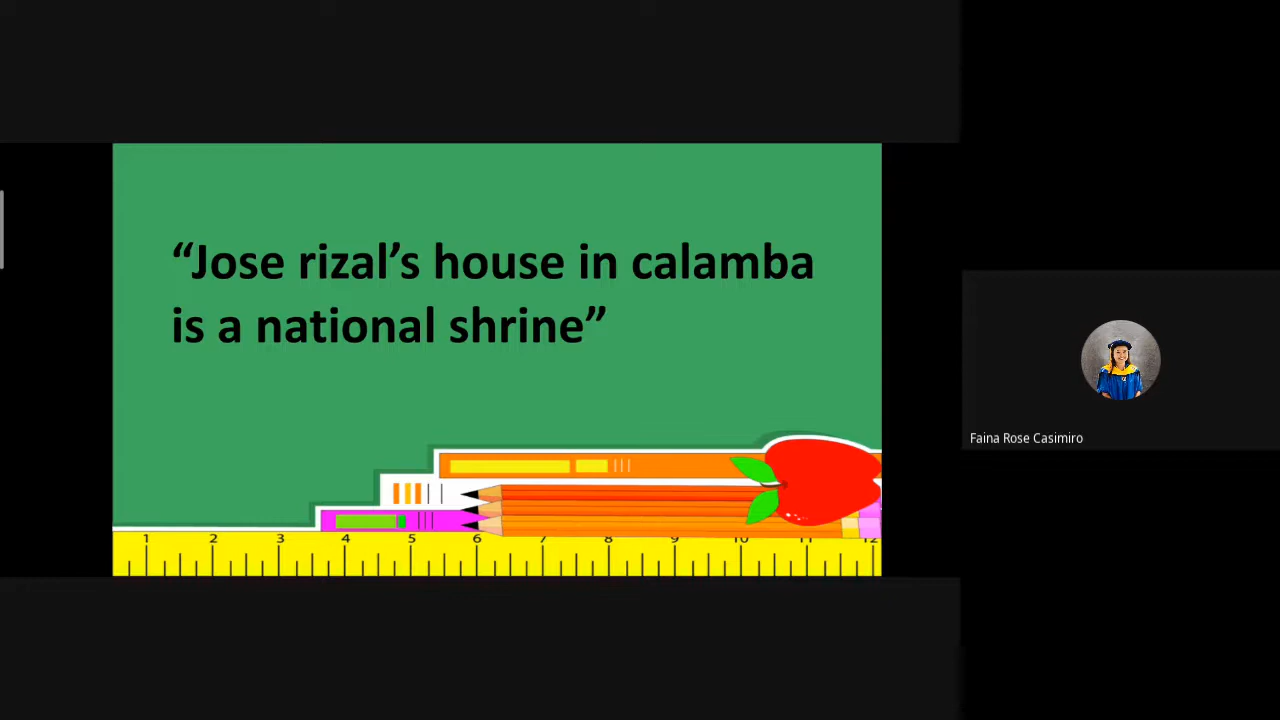 “Jose rizal’s house in calamba
is a national shrine”
1 2 3 4 5 6 7 8 9 10 11 12
Faina Rose Casimiro